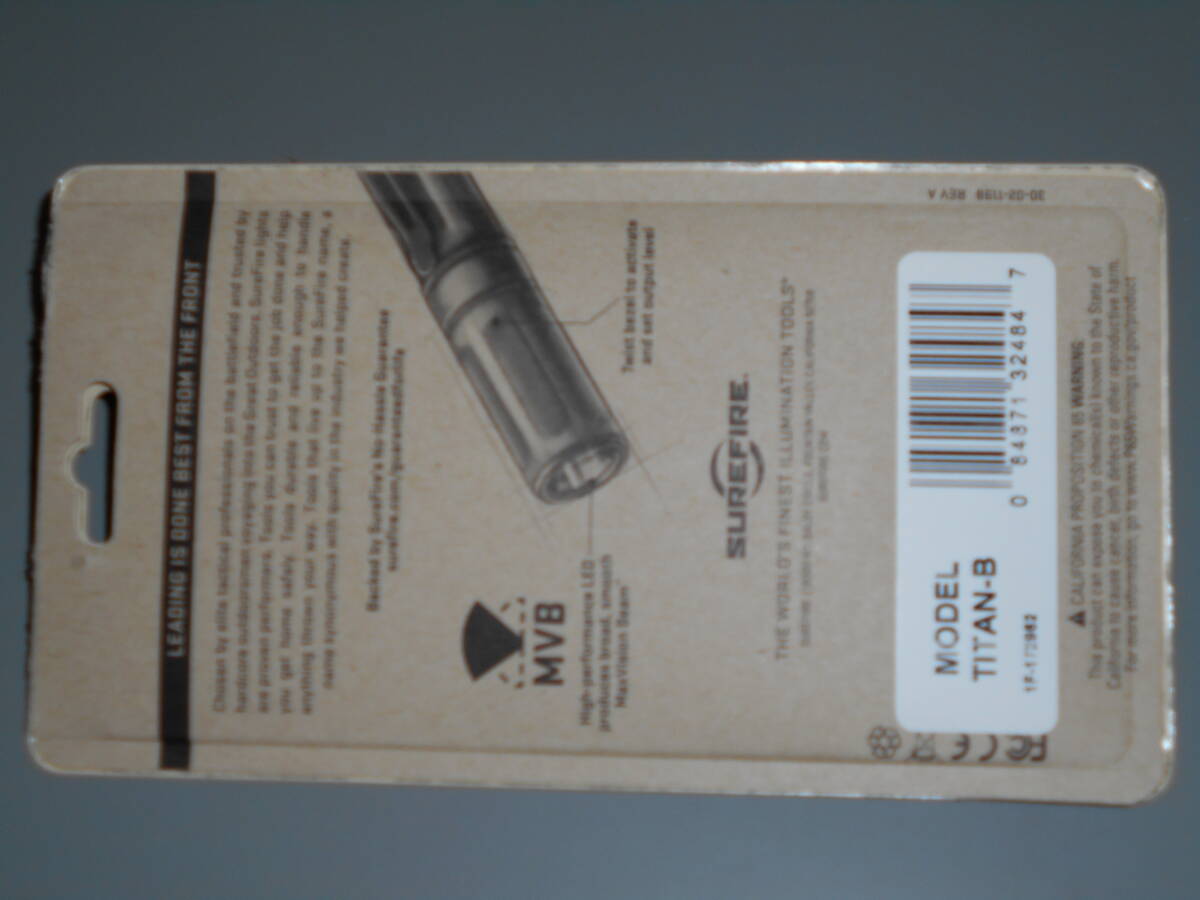 LEADING IS DONE BEST FROM THE FRONT
Chosen by elite tactical professionals on the battlefield and trusted by
hardcore outdoorsmen enjoying the Great Outdoors, SureFire lights
are proven performers. Tools you can trust to get the job done and help
you get home safely. Tools durable and reliable enough to handle
anything thrown your way. Tools that live up to the SureFire name, a
name synonymous with quality in the industry we helped create.
Backed by SureFire No-Hassle Guarantee
surefire.com/guaranteedforlife
MVB
High-performance LED
produces broad, smooth
MaxVision Beam™
Twist bezel to activate
and set output level
SUREFIRE
THE WORLD'S FINEST ILLUMINATION TOOLS®
30-02-1199 REV A
MODEL
TITAN-B
0 84871 32484 7
CALIFORNIA PROPOSITION 65 WARNING
This product can expose you to chemical(s) known to the State of
California to cause cancer, birth defects or other reproductive harm.
For more information, go to www.P65Warnings.ca.gov/product